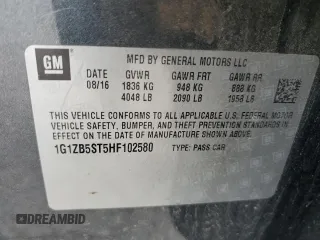 GM
MFD BY GENERAL MOTORS LLC
08/16 GVWR GAWR FRT GAWR RR
1836 KG 948 KG 888 KG
4048 LB 2090 LB 1958 LB
THIS VEHICLE CONFORMS TO ALL APPLICABLE U.S. FEDERAL MOTOR
VEHICLE SAFETY, BUMPER, AND THEFT PREVENTION STANDARDS
IN EFFECT ON THE DATE OF MANUFACTURE SHOWN ABOVE.
1G1ZB5ST5HF102580 TYPE: PASS CAR
DREAMBID